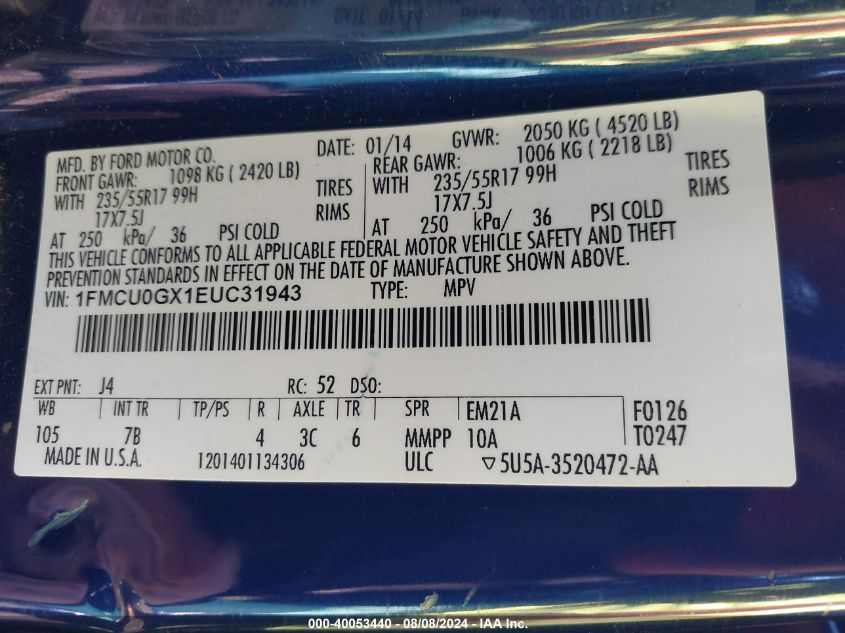 MFD. BY FORD MOTOR CO.
DATE: 01/14 GVWR: 2050 KG ( 4520 LB)
FRONT GAWR: 1098 KG ( 2420 LB)
REAR GAWR: 1006 KG ( 2218 LB)
WITH 235/55R17 99H TIRES
WITH 235/55R17 99H TIRES
17X7.5J RIMS
17X7.5J RIMS
AT 250 kPa/ 36 PSI COLD
AT 250 kPa/ 36 PSI COLD
THIS VEHICLE CONFORMS TO ALL APPLICABLE FEDERAL MOTOR VEHICLE SAFETY AND THEFT
PREVENTION STANDARDS IN EFFECT ON THE DATE OF MANUFACTURE SHOWN ABOVE.
VIN: 1FMCU0GX1EUC31943 TYPE: MPV
EXT PNT: J4 RC: 52 DSO:
WB INT TR TP/PS R AXLE TR SPR EM21A F0126
105 7B 4 3C 6 MMPP 10A T0247
MADE IN U.S.A. 1201401134306 ULC ▽5U5A-3520472-AA
000-40053440 - 08/08/2024 - IAA Inc.